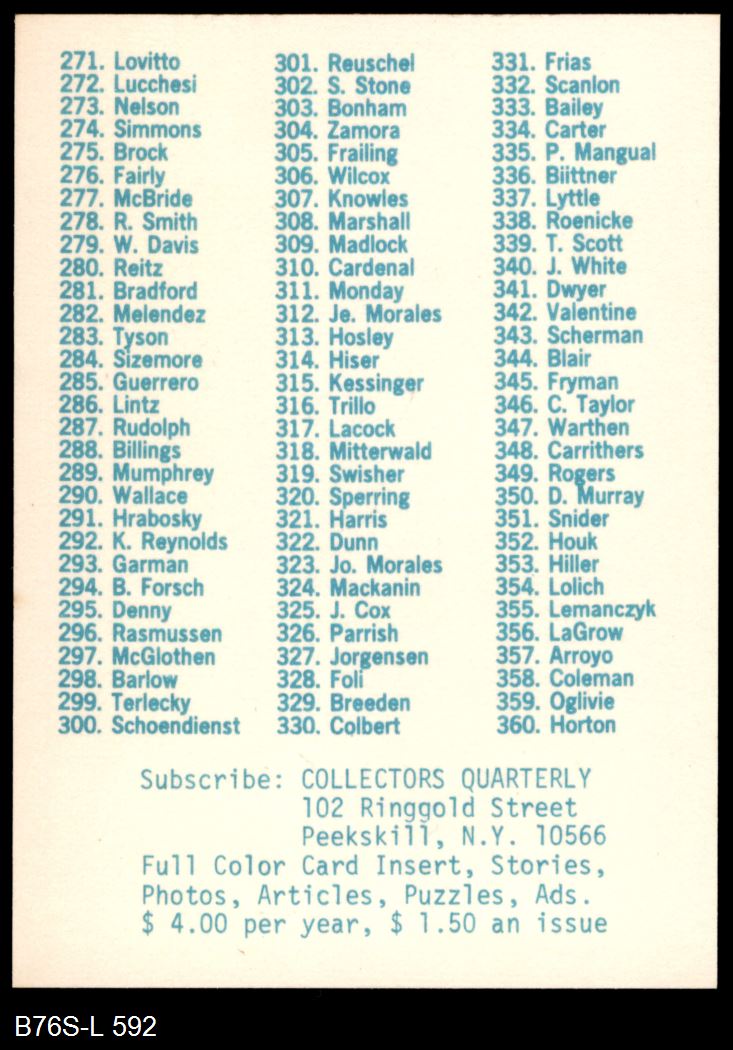 271. Lovitto
272. Lucchesi
273. Nelson
274. Simmons
275. Brock
276. Fairly
277. McBride
278. R. Smith
279. W. Davis
280. Reitz
281. Bradford
282. Melendez
283. Tyson
284. Sizemore
285. Guerrero
286. Lintz
287. Rudolph
288. Billings
289. Mumphrey
290. Wallace
291. Hrabosky
292. K. Reynolds
293. Garman
294. B. Forsch
295. Denny
296. Rasmussen
297. McGlothen
298. Barlow
299. Terlecky
300. Schoendienst
301. Reuschel
302. S. Stone
303. Bonham
304. Zamora
305. Frailing
306. Wilcox
307. Knowles
308. Marshall
309. Madlock
310. Cardenal
311. Monday
312. Je. Morales
313. Hosley
314. Hiser
315. Kessinger
316. Trillo
317. Lacock
318. Mitterwald
319. Swisher
320. Sperring
321. Harris
322. Dunn
323. Jo. Morales
324. Mackanin
325. J. Cox
326. Parrish
327. Jorgensen
328. Foli
329. Breeden
330. Colbert
331. Frias
332. Scanlon
333. Bailey
334. Carter
335. P. Mangual
336. Biittner
337. Lyttle
338. Roenicke
339. T. Scott
340. J. White
341. Dwyer
342. Valentine
343. Scherman
344. Blair
345. Fryman
346. C. Taylor
347. Warthen
348. Carrithers
349. Rogers
350. D. Murray
351. Snider
352. Houk
353. Hiller
354. Lolich
355. Lemanczyk
356. LaGrow
357. Arroyo
358. Coleman
359. Oglivie
360. Horton
Subscribe: COLLECTORS QUARTERLY
102 Ringgold Street
Peekskill, N.Y. 10566
Full Color Card Insert, Stories,
Photos, Articles, Puzzles, Ads.
$ 4.00 per year, $ 1.50 an issue
B76S-L 592